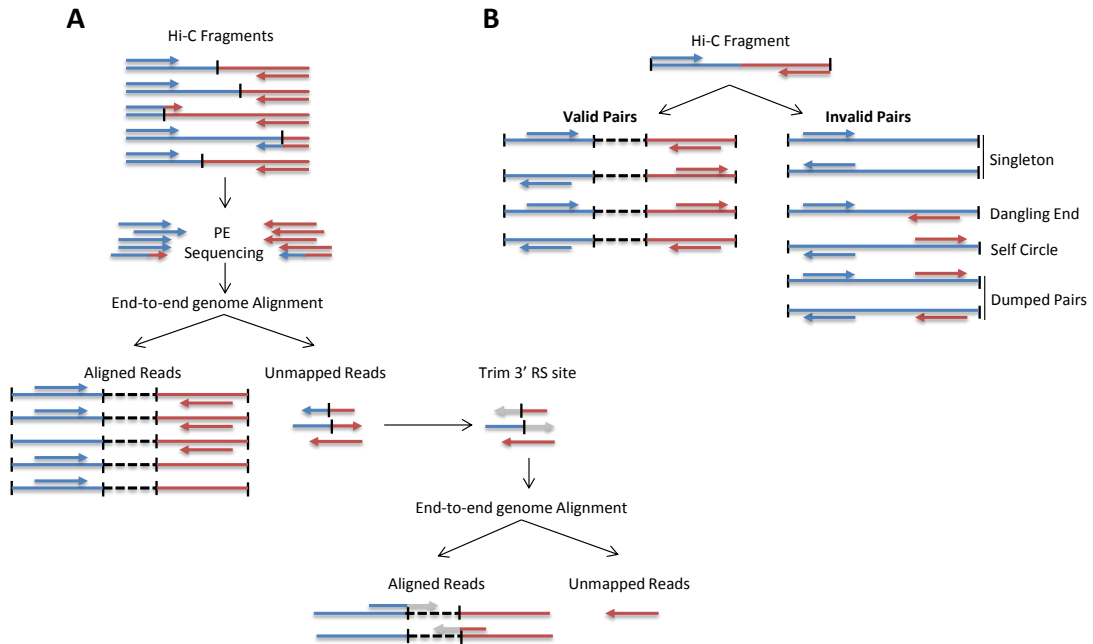 A
Hi-C Fragments
PE
Sequencing
End-to-end genome Alignment
Aligned Reads
Unmapped Reads
Trim 3’ RS site
End-to-end genome Alignment
Aligned Reads
Unmapped Reads
B
Hi-C Fragment
Valid Pairs
Invalid Pairs
Singleton
Dangling End
Self Circle
Dumped Pairs